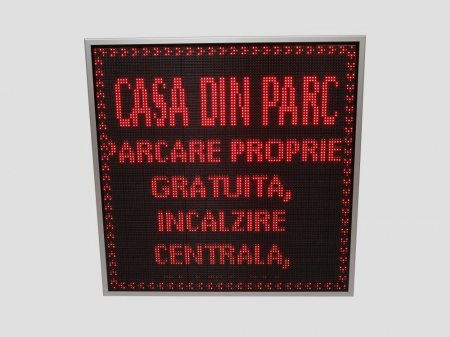 CASA DIN PARC
PARCARE PROPRIE
GRATUITA,
INCALZIRE
CENTRALA,